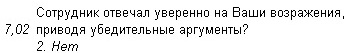 Сотрудник отвечал уверенно на Ваши возражения,
7,02 приводя убедительные аргументы?
2. Нет